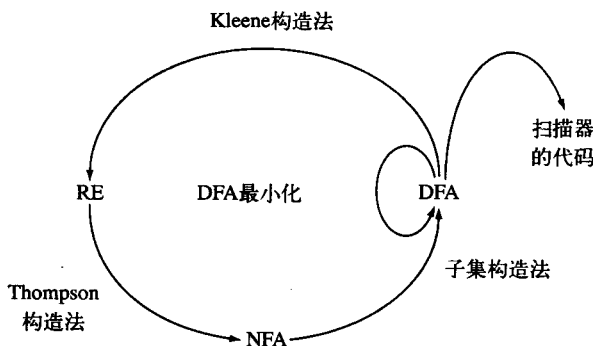 Kleene构造法
扫描器
的代码
RE
DFA最小化
DFA
子集构造法
Thompson
构造法
NFA